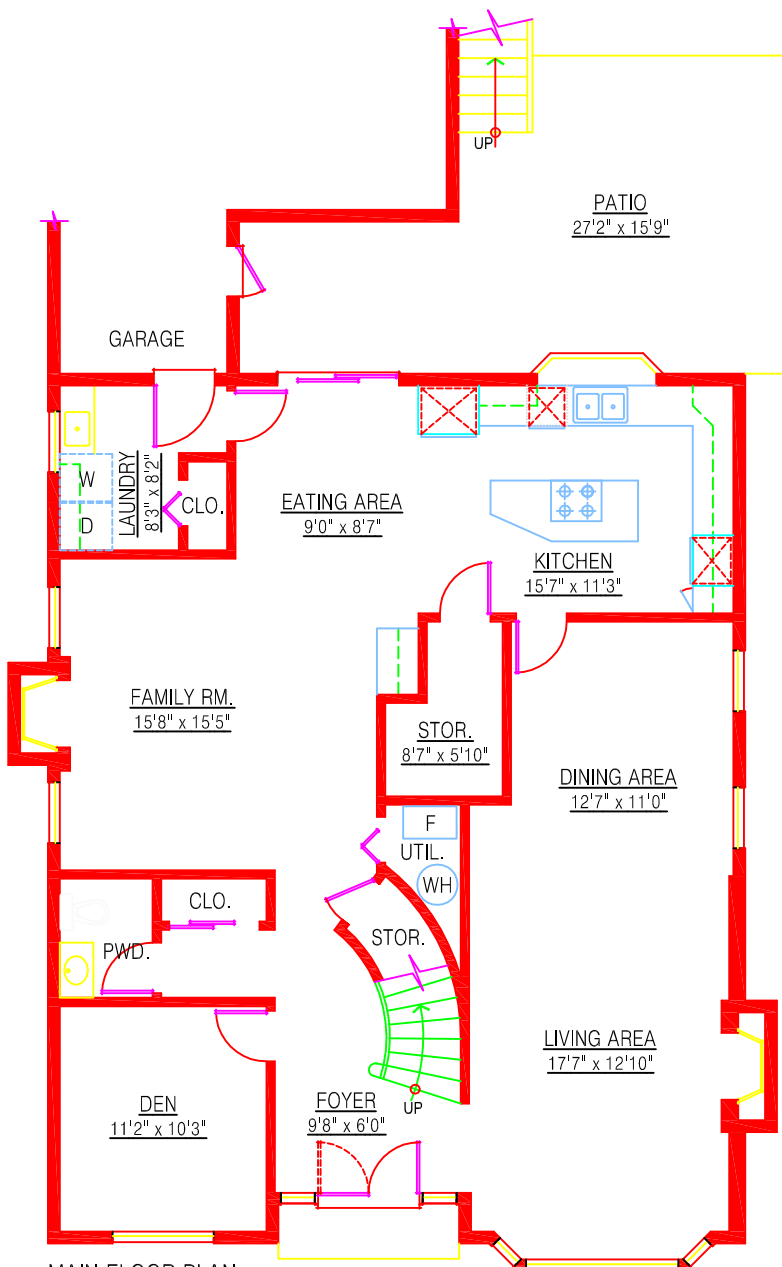 UP
PATIO
27'2" x 15'9"
GARAGE
W
D
LAUNDRY
8'3" x 8'2"
CLO.
EATING AREA
9'0" x 8'7"
KITCHEN
15'7" x 11'3"
FAMILY RM.
15'8" x 15'5"
STOR.
8'7" x 5'10"
DINING AREA
12'7" x 11'0"
F
UTIL.
WH
CLO.
PWD.
STOR.
LIVING AREA
17'7" x 12'10"
DEN
11'2" x 10'3"
FOYER
9'8" x 6'0"
UP
MAIN FLOOR PLAN